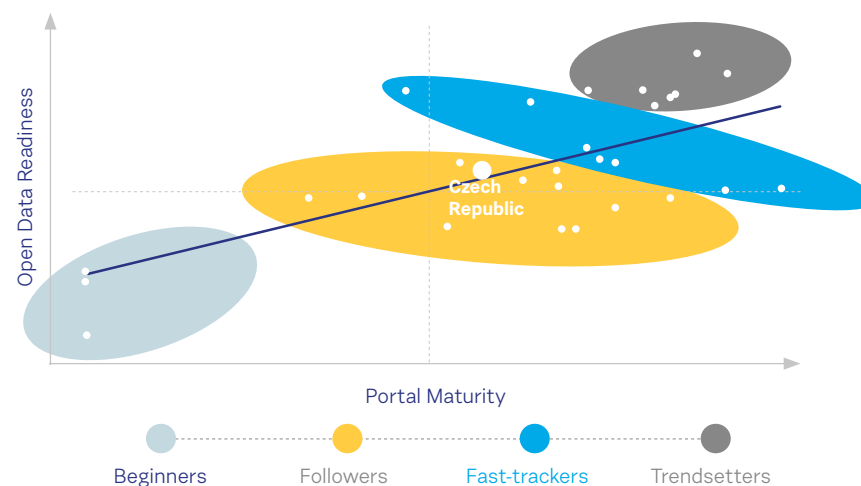 Open Data Readiness
Czech
Republic
Portal Maturity
Beginners
Followers
Fast-trackers
Trendsetters